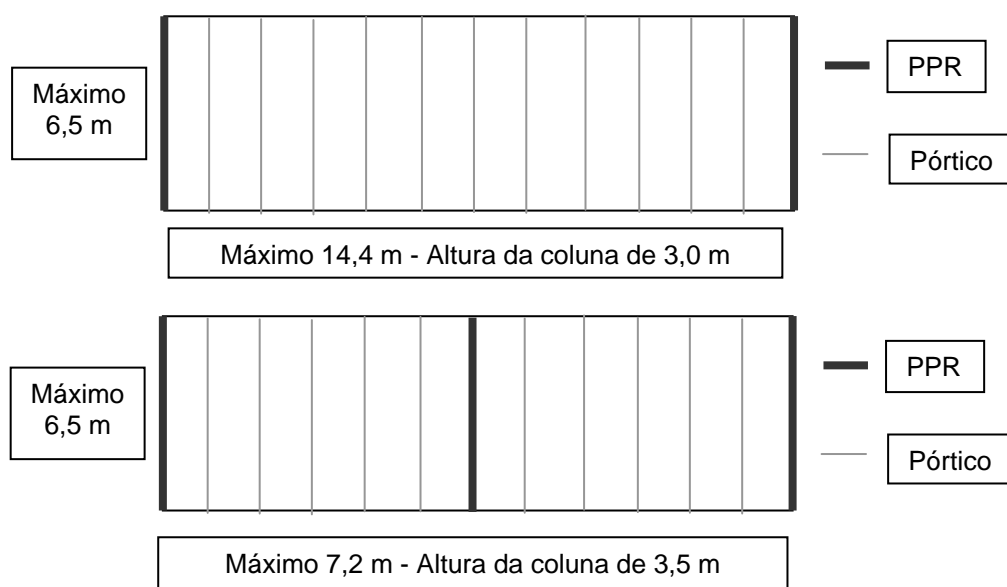 Máximo
6,5 m
PPR
Pórtico
Máximo 14,4 m - Altura da coluna de 3,0 m
Máximo
6,5 m
PPR
Pórtico
Máximo 7,2 m - Altura da coluna de 3,5 m